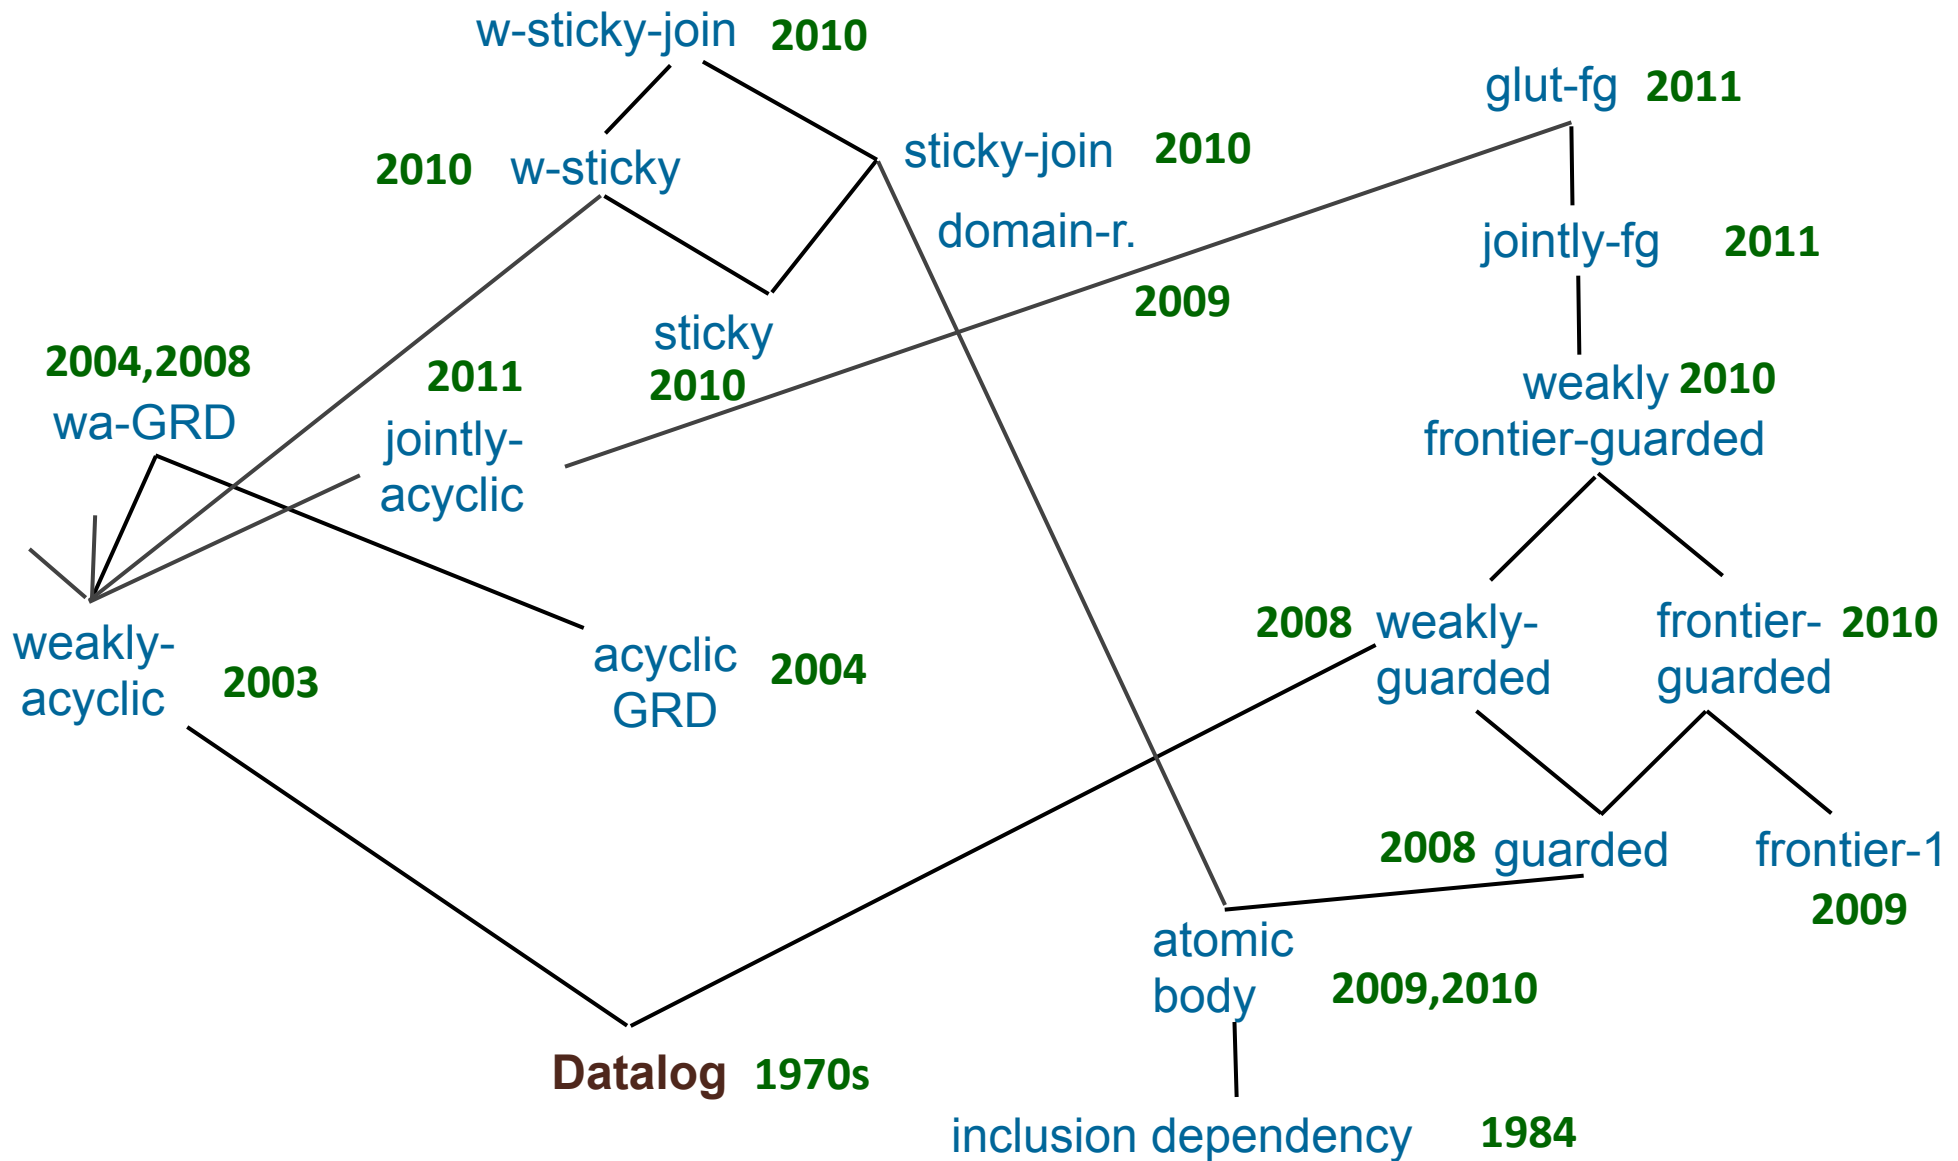 w-sticky-join 2010
glut-fg 2011
2010 w-sticky
sticky-join 2010
domain-r.
2009
jointly-fg 2011
sticky
2010
2004,2008
wa-GRD
2011
jointly-
acyclic
weakly 2010
frontier-guarded
weakly-
acyclic
2003
acyclic
GRD
2004
2008 weakly-
guarded
frontier- 2010
guarded
2008 guarded
frontier-1
2009
atomic
body
2009,2010
Datalog 1970s
inclusion dependency 1984